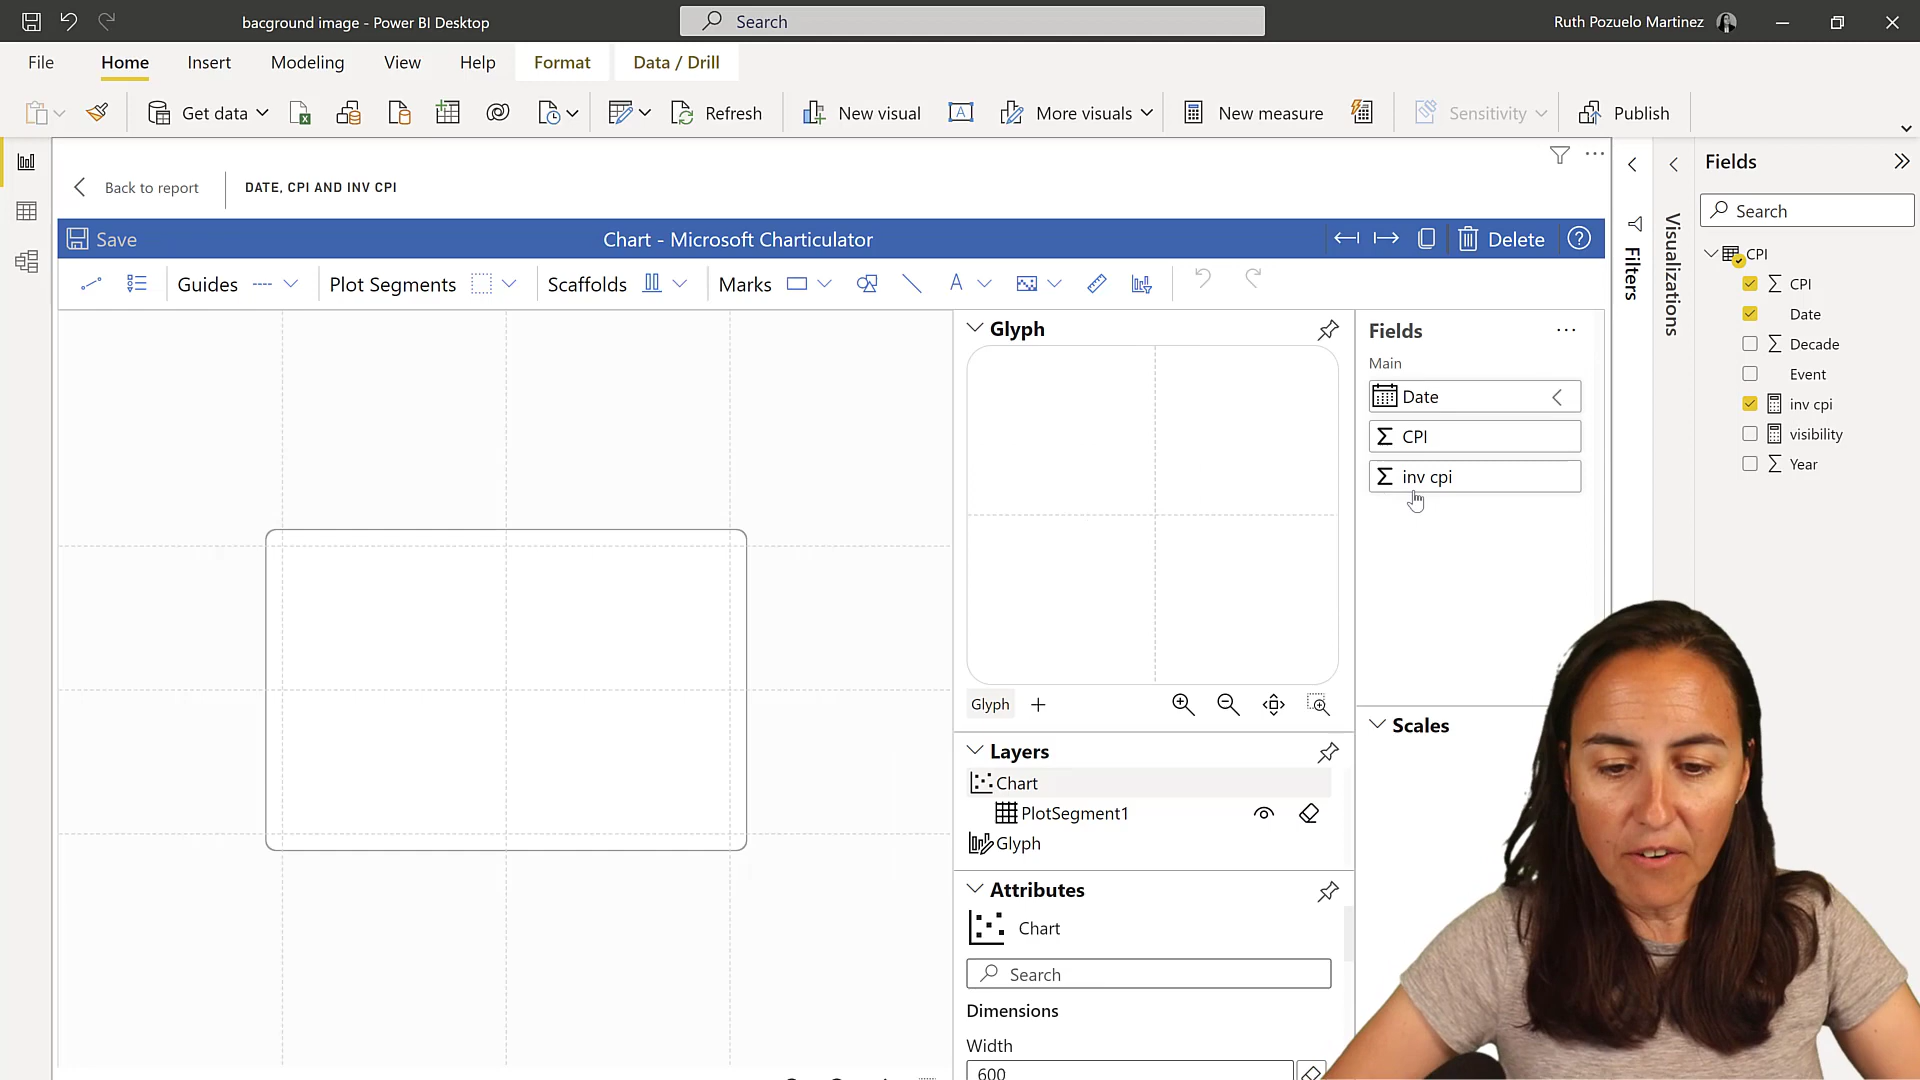 bacground image - Power BI Desktop
Search
Ruth Pozuelo Martinez
File
Home
Insert
Modeling
View
Help
Format
Data / Drill
Get data
Refresh
New visual
More visuals
New measure
Sensitivity
Publish
Back to report
DATE, CPI AND INV CPI
Save
Chart - Microsoft Charticulator
Delete
Guides
Plot Segments
Scaffolds
Marks
Glyph
Glyph
Layers
Chart
PlotSegment1
Glyph
Attributes
Chart
Search
Dimensions
Width
600
Fields
Main
Date
CPI
inv cpi
Scales
Filters
Visualizations
Fields
Search
CPI
CPI
Date
Decade
Event
inv cpi
visibility
Year